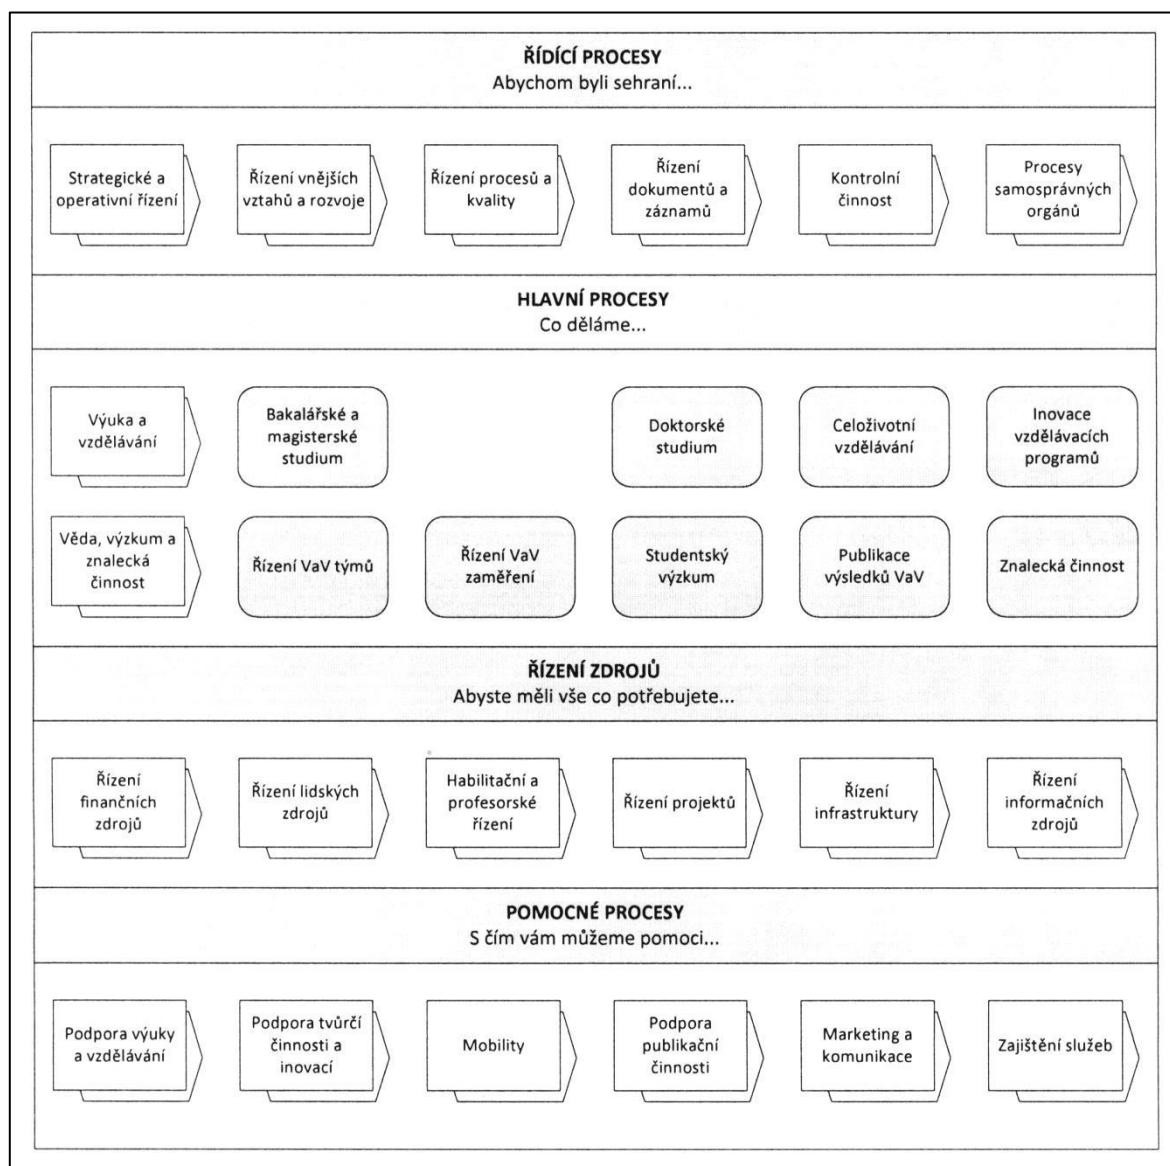 ŘÍDÍCÍ PROCESY
Abychom byli sehraní...
Strategické a
operativní řízení
Řízení vnějších
vztahů a rozvoje
Řízení procesů a
kvality
Řízení
dokumentů a
záznamů
Kontrolní
činnost
Procesy
samosprávných
orgánů
HLAVNÍ PROCESY
Co děláme...
Výuka a
vzdělávání
Bakalářské a
magisterské
studium
Doktorské
studium
Celoživotní
vzdělávání
Inovace
vzdělávacích
programů
Věda, výzkum a
znalecká
činnost
Řízení VaV týmů
Řízení VaV
zaměření
Studentský
výzkum
Publikace
výsledků VaV
Znalecká činnost
ŘÍZENÍ ZDROJŮ
Abyste měli vše co potřebujete...
Řízení
finančních
zdrojů
Řízení lidských
zdrojů
Habilitační a
profesorské
řízení
Řízení projektů
Řízení
infrastruktury
Řízení
informačních
zdrojů
POMOCNÉ PROCESY
S čím vám můžeme pomoci...
Podpora výuky
a vzdělávání
Podpora tvůrčí
činnosti a
inovací
Mobility
Podpora
publikační
činnosti
Marketing a
komunikace
Zajištění služeb